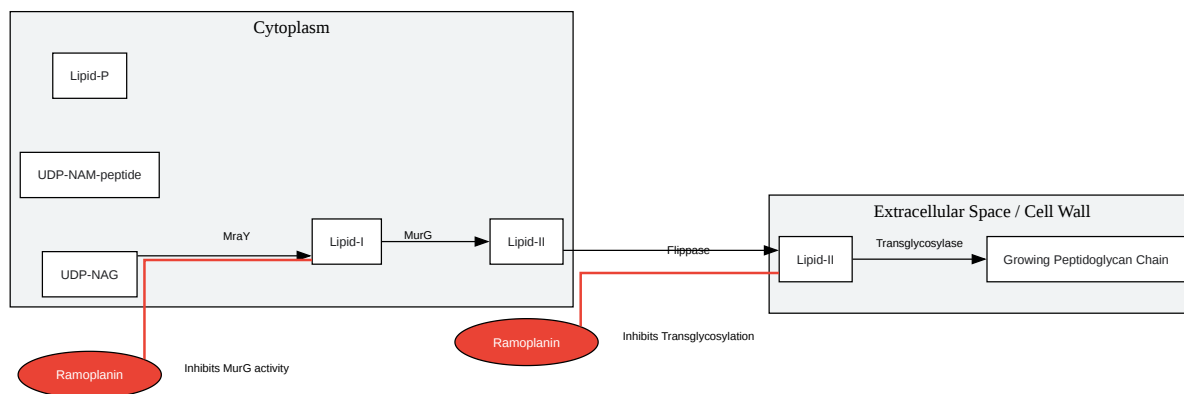 Cytoplasm
Lipid-P
UDP-NAM-peptide
UDP-NAG
MraY
Lipid-I
MurG
Lipid-II
Flippase
Extracellular Space / Cell Wall
Lipid-II
Transglycosylase
Growing Peptidoglycan Chain
Ramoplanin
Inhibits MurG activity
Ramoplanin
Inhibits Transglycosylation